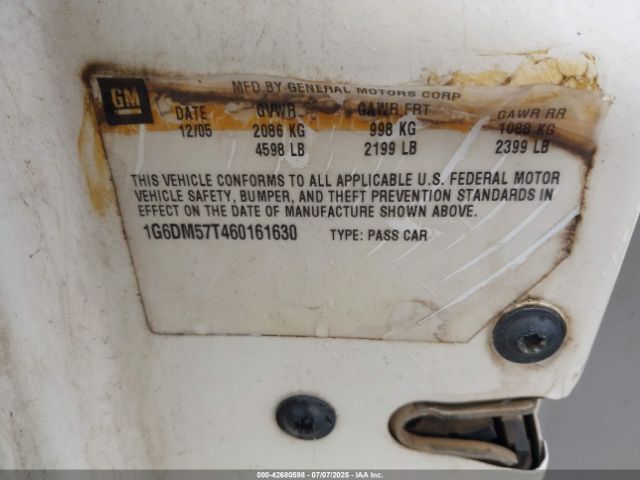 GM
MFD BY GENERAL MOTORS CORP
DATE GVWR GAWR FRT GAWR RR
12/05 2086 KG 998 KG 1088 KG
4598 LB 2199 LB 2399 LB
THIS VEHICLE CONFORMS TO ALL APPLICABLE U.S. FEDERAL MOTOR
VEHICLE SAFETY, BUMPER, AND THEFT PREVENTION STANDARDS IN
EFFECT ON THE DATE OF MANUFACTURE SHOWN ABOVE.
1G6DM57T460161630 TYPE: PASS CAR
000-42680598 07/07/2025 - IAAI.COM